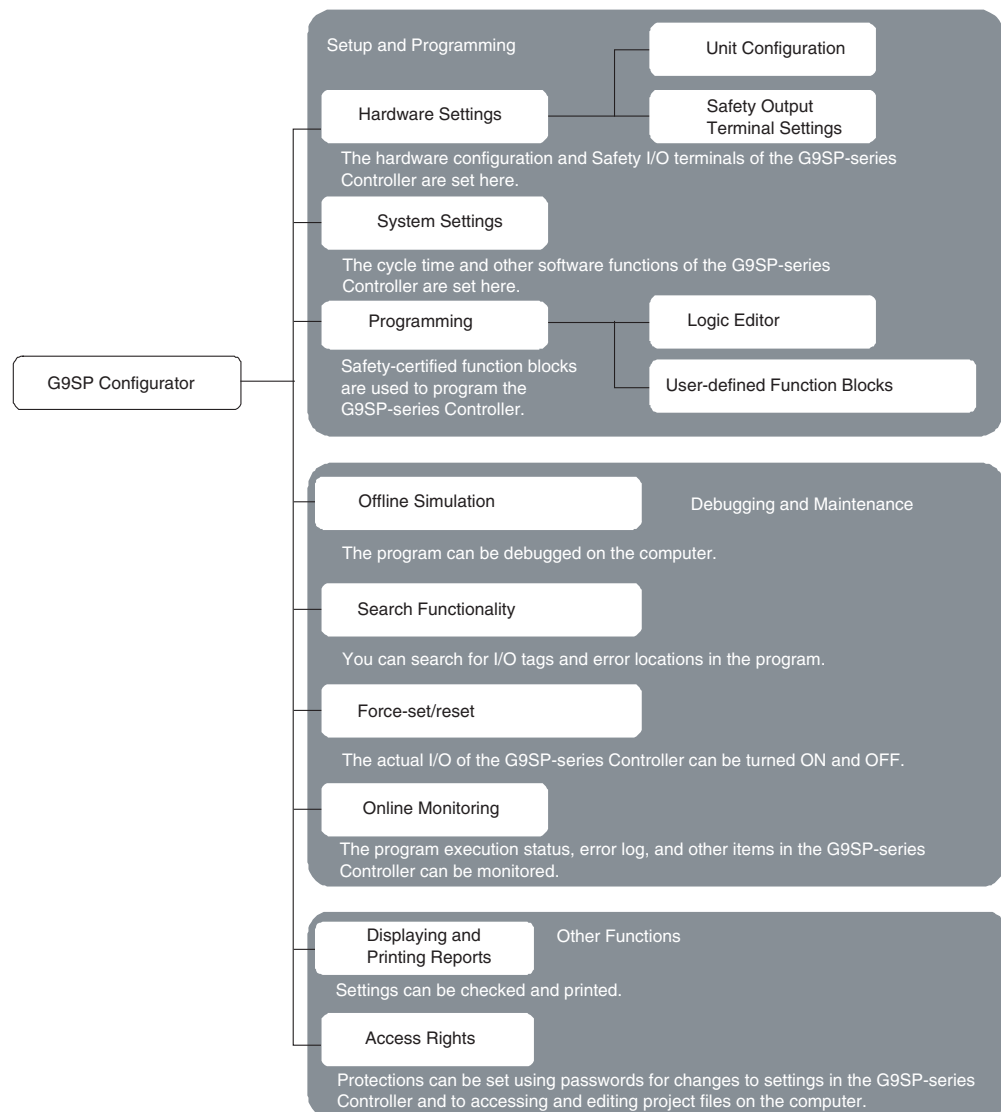 Setup and Programming
Unit Configuration
Hardware Settings
Safety Output
Terminal Settings
The hardware configuration and Safety I/O terminals of the G9SP-series
Controller are set here.
System Settings
The cycle time and other software functions of the G9SP-series
Controller are set here.
Programming
Logic Editor
G9SP Configurator
Safety-certified function blocks
are used to program the
G9SP-series Controller.
User-defined Function Blocks
Offline Simulation
Debugging and Maintenance
The program can be debugged on the computer.
Search Functionality
You can search for I/O tags and error locations in the program.
Force-set/reset
The actual I/O of the G9SP-series Controller can be turned ON and OFF.
Online Monitoring
The program execution status, error log, and other items in the G9SP-series
Controller can be monitored.
Displaying and
Printing Reports
Other Functions
Settings can be checked and printed.
Access Rights
Protections can be set using passwords for changes to settings in the G9SP-series
Controller and to accessing and editing project files on the computer.